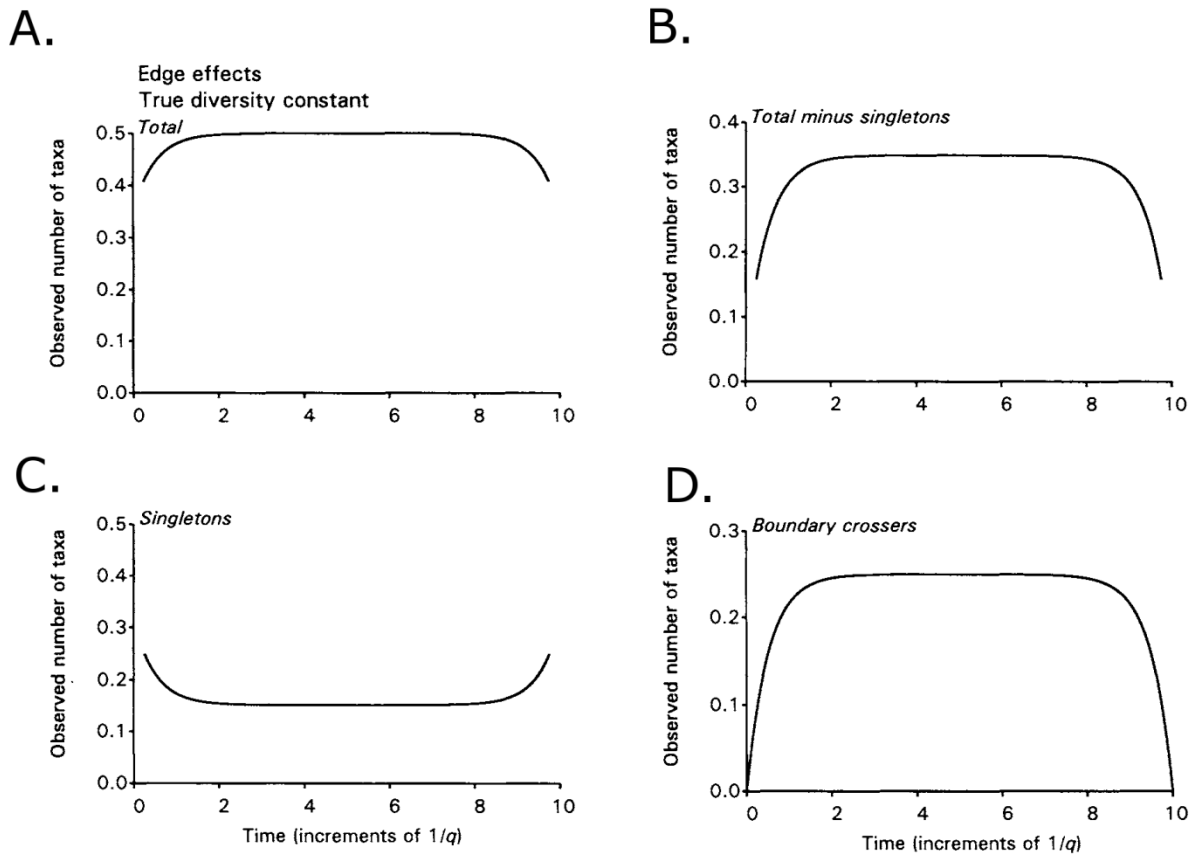 A.
Edge effects
True diversity constant
Total
Observed number of taxa
0.5
0.4
0.3
0.2
0.1
0.0
0 2 4 6 8 10
B.
Total minus singletons
Observed number of taxa
0.4
0.3
0.2
0.1
0.0
0 2 4 6 8 10
C.
Singletons
Observed number of taxa
0.5
0.4
0.3
0.2
0.1
0.0
0 2 4 6 8 10
Time (increments of 1/q)
D.
Boundary crossers
Observed number of taxa
0.3
0.2
0.1
0.0
0 2 4 6 8 10
Time (increments of 1/q)